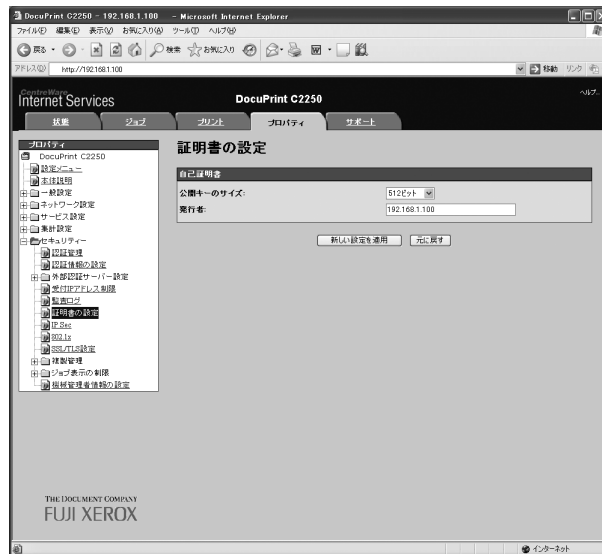 DocuPrint C2250 - 192.168.1.100 - Microsoft Internet Explorer
ファイル(F) 編集(E) 表示(V) お気に入り(A) ツール(T) ヘルプ(H)
戻る 検索 お気に入り
アドレス(D) http://192.168.1.100 移動 リンク
CentreWare
Internet Services
DocuPrint C2250
ヘルプ
状態 ジョブ プリント プロパティ サポート
プロパティ
DocuPrint C2250
設定メニュー
本体説明
一般設定
ネットワーク設定
サービス設定
集計設定
セキュリティー
認証管理
認証情報の設定
外部認証サーバー設定
受付IPアドレス制限
監査ログ
証明書の設定
IP Sec
802.1x
SSL/TLS設定
複製管理
ジョブ表示の制限
機械管理者情報の設定
証明書の設定
自己証明書
公開キーのサイズ: 512ビット
発行者: 192.168.1.100
新しい設定を適用 元に戻す
THE DOCUMENT COMPANY
FUJI XEROX
インターネット